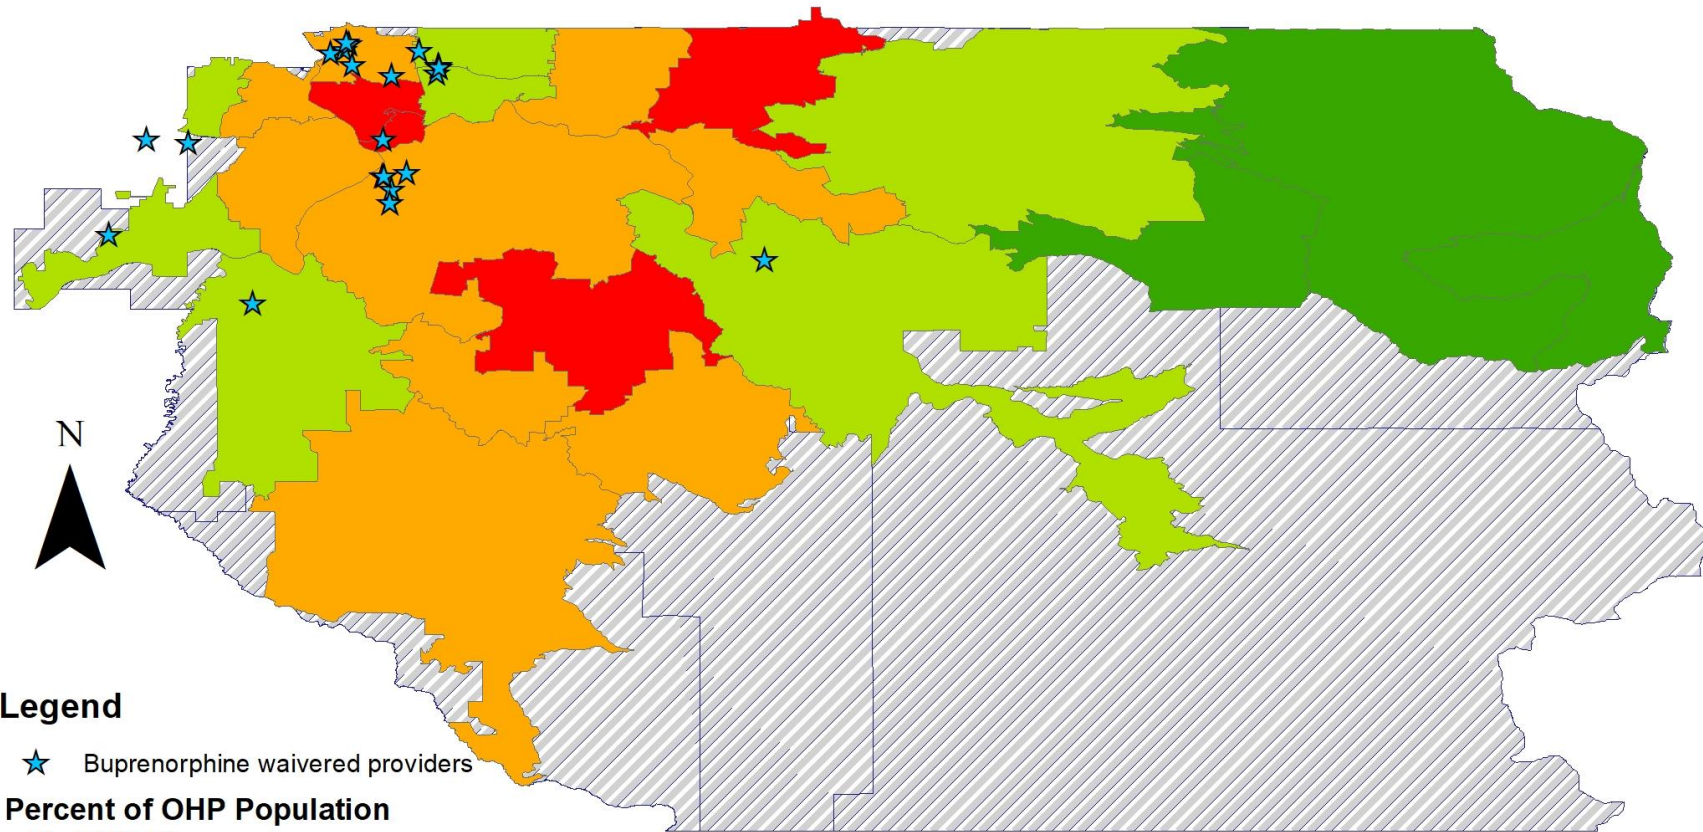 N
Legend
Buprenorphine waivered providers
Percent of OHP Population